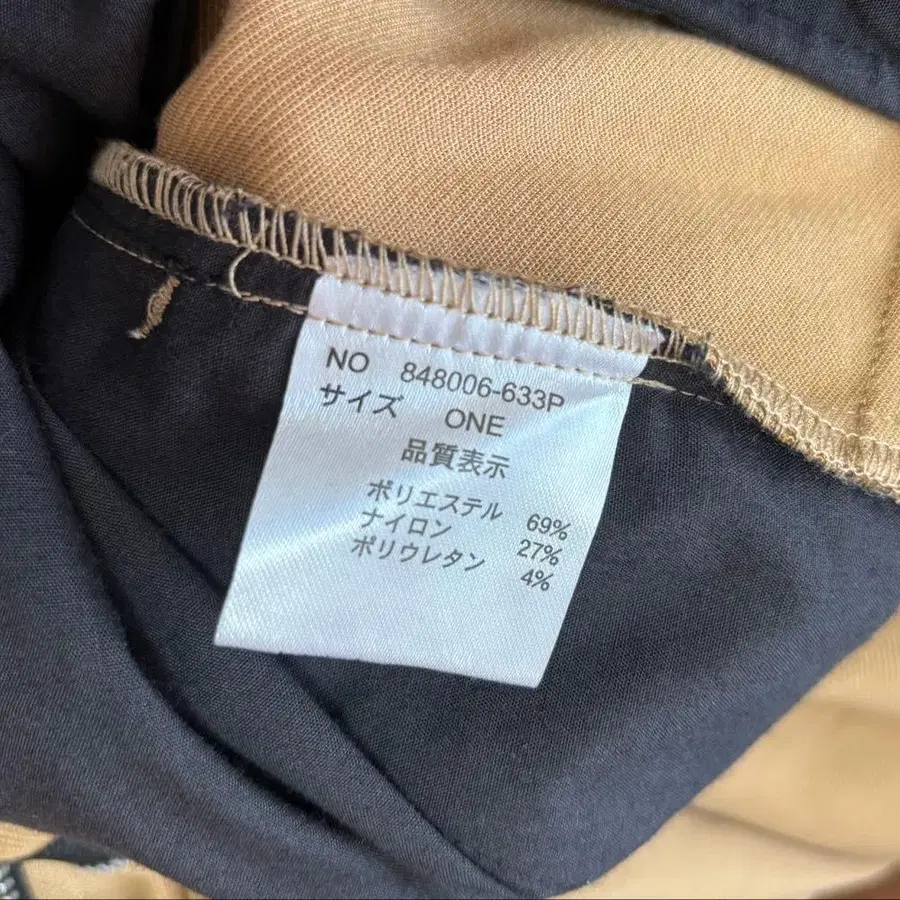 NO 848006-633P
サイズ ONE
品質表示
ポリエステル 69%
ナイロン 27%
ポリウレタン 4%